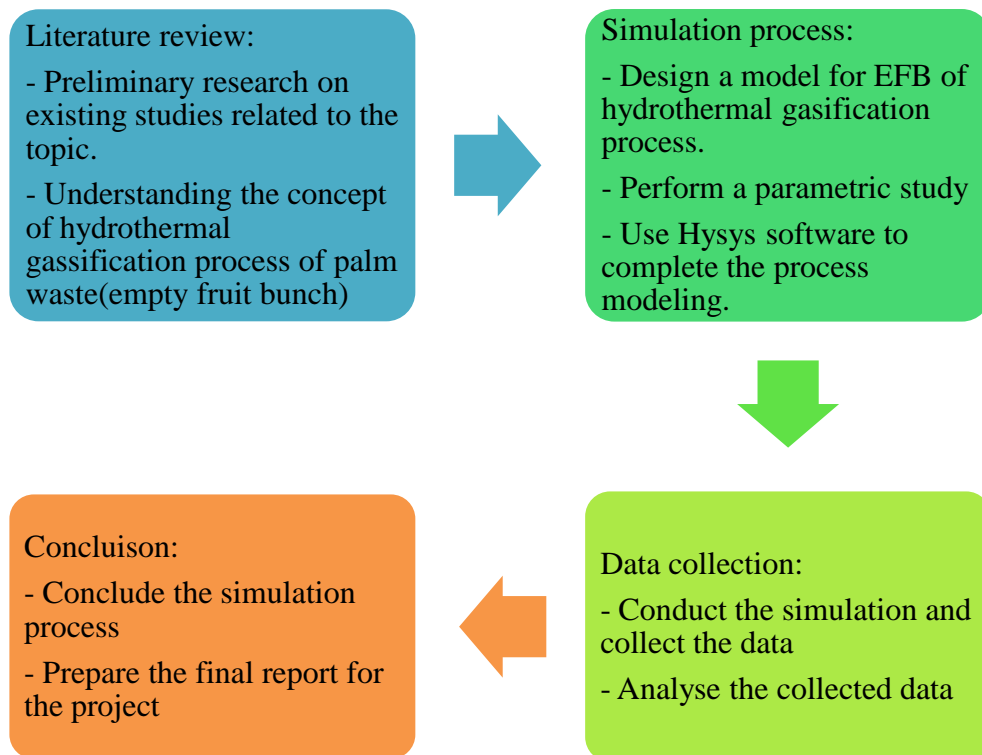 Literature review:
- Preliminary research on
existing studies related to the
topic.
- Understanding the concept
of hydrothermal
gassification process of palm
waste(empty fruit bunch)
Simulation process:
- Design a model for EFB of
hydrothermal gasification
process.
- Perform a parametric study
- Use Hysys software to
complete the process
modeling.
Data collection:
- Conduct the simulation and
collect the data
- Analyse the collected data
Concluison:
- Conclude the simulation
process
- Prepare the final report for
the project